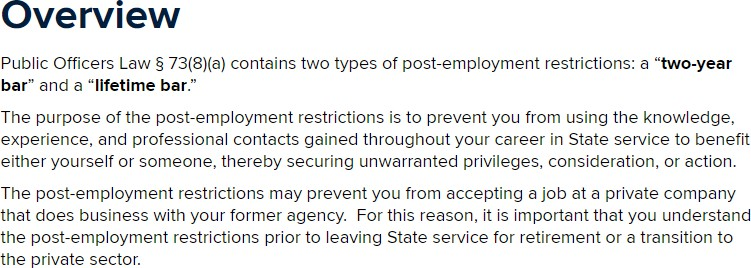 Overview
Public Officers Law § 73(8)(a) contains two types of post-employment restrictions: a “two-year
bar” and a “lifetime bar.”
The purpose of the post-employment restrictions is to prevent you from using the knowledge,
experience, and professional contacts gained throughout your career in State service to benefit
either yourself or someone, thereby securing unwarranted privileges, consideration, or action.
The post-employment restrictions may prevent you from accepting a job at a private company
that does business with your former agency.  For this reason, it is important that you understand
the post-employment restrictions prior to leaving State service for retirement or a transition to
the private sector.